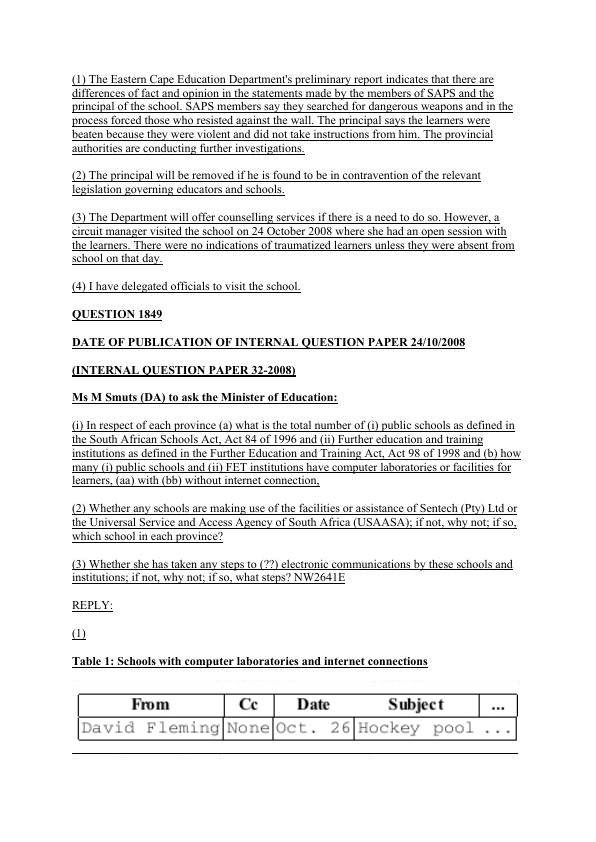 (1) The Eastern Cape Education Department's preliminary report indicates that there are
differences of fact and opinion in the statements made by the members of SAPS and the
principal of the school. SAPS members say they searched for dangerous weapons and in the
process forced those who resisted against the wall. The principal says the learners were
beaten because they were violent and did not take instructions from him. The provincial
authorities are conducting further investigations.
(2) The principal will be removed if he is found to be in contravention of the relevant
legislation governing educators and schools.
(3) The Department will offer counselling services if there is a need to do so. However, a
circuit manager visited the school on 24 October 2008 where she had an open session with
the learners. There were no indications of traumatized learners unless they were absent from
school on that day.
(4) I have delegated officials to visit the school.
QUESTION 1849
DATE OF PUBLICATION OF INTERNAL QUESTION PAPER 24/10/2008
(INTERNAL QUESTION PAPER 32-2008)
Ms M Smuts (DA) to ask the Minister of Education:
(i) In respect of each province (a) what is the total number of (i) public schools as defined in
the South African Schools Act, Act 84 of 1996 and (ii) Further education and training
institutions as defined in the Further Education and Training Act, Act 98 of 1998 and (b) how
many (i) public schools and (ii) FET institutions have computer laboratories or facilities for
learners, (aa) with (bb) without internet connection,
(2) Whether any schools are making use of the facilities or assistance of Sentech (Pty) Ltd or
the Universal Service and Access Agency of South Africa (USAASA); if not, why not; if so,
which school in each province?
(3) Whether she has taken any steps to (??) electronic communications by these schools and
institutions; if not, why not; if so, what steps? NW2641E
REPLY:
(1)
Table 1: Schools with computer laboratories and internet connections
From Cc Date Subject ...
David Fleming None Oct. 26 Hockey pool ...